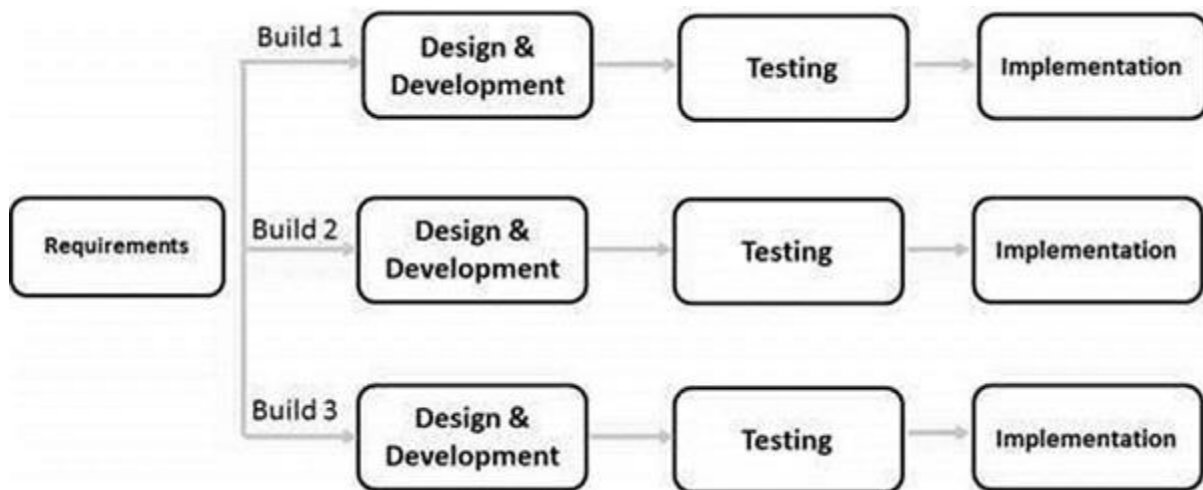 Build 1
Design &
Development
Testing
Implementation
Requirements
Build 2
Design &
Development
Testing
Implementation
Build 3
Design &
Development
Testing
Implementation